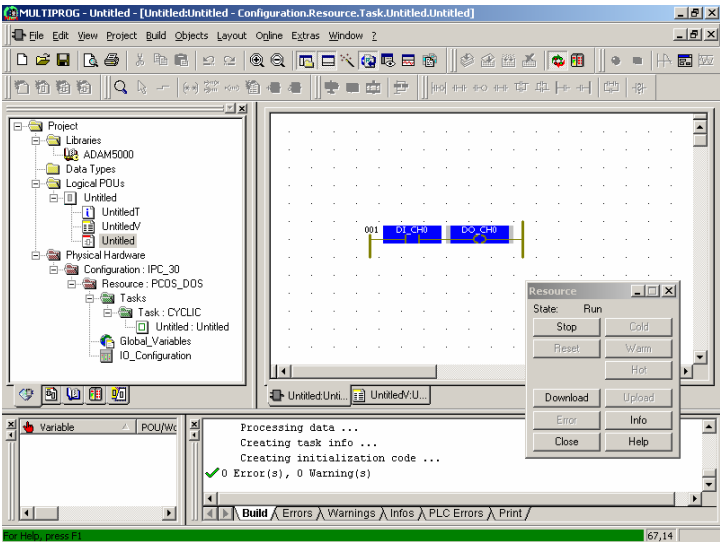 MULTIPROG - Untitled - [Untitled:Untitled - Configuration.Resource.Task.Untitled.Untitled]
File Edit View Project Build Objects Layout Online Extras Window ?
Project
Libraries
ADAM5000
Data Types
Logical POUs
Untitled
UntitledT
UntitledV
Untitled
Physical Hardware
Configuration : IPC_30
Resource : PCOS_DOS
Tasks
Task : CYCLIC
Untitled : Untitled
Global_Variables
IO_Configuration
001 DI_CH0 DO_CH0
Untitled:Unti... UntitledV:U...
Resource
State: Run
Stop Cold
Reset Warm
Hot
Download Upload
Error Info
Close Help
Variable POU/Wo
Processing data ...
Creating task info ...
Creating initialization code ...
0 Error(s), 0 Warning(s)
Build Errors Warnings Infos PLC Errors Print
For Help, press F1 67,14